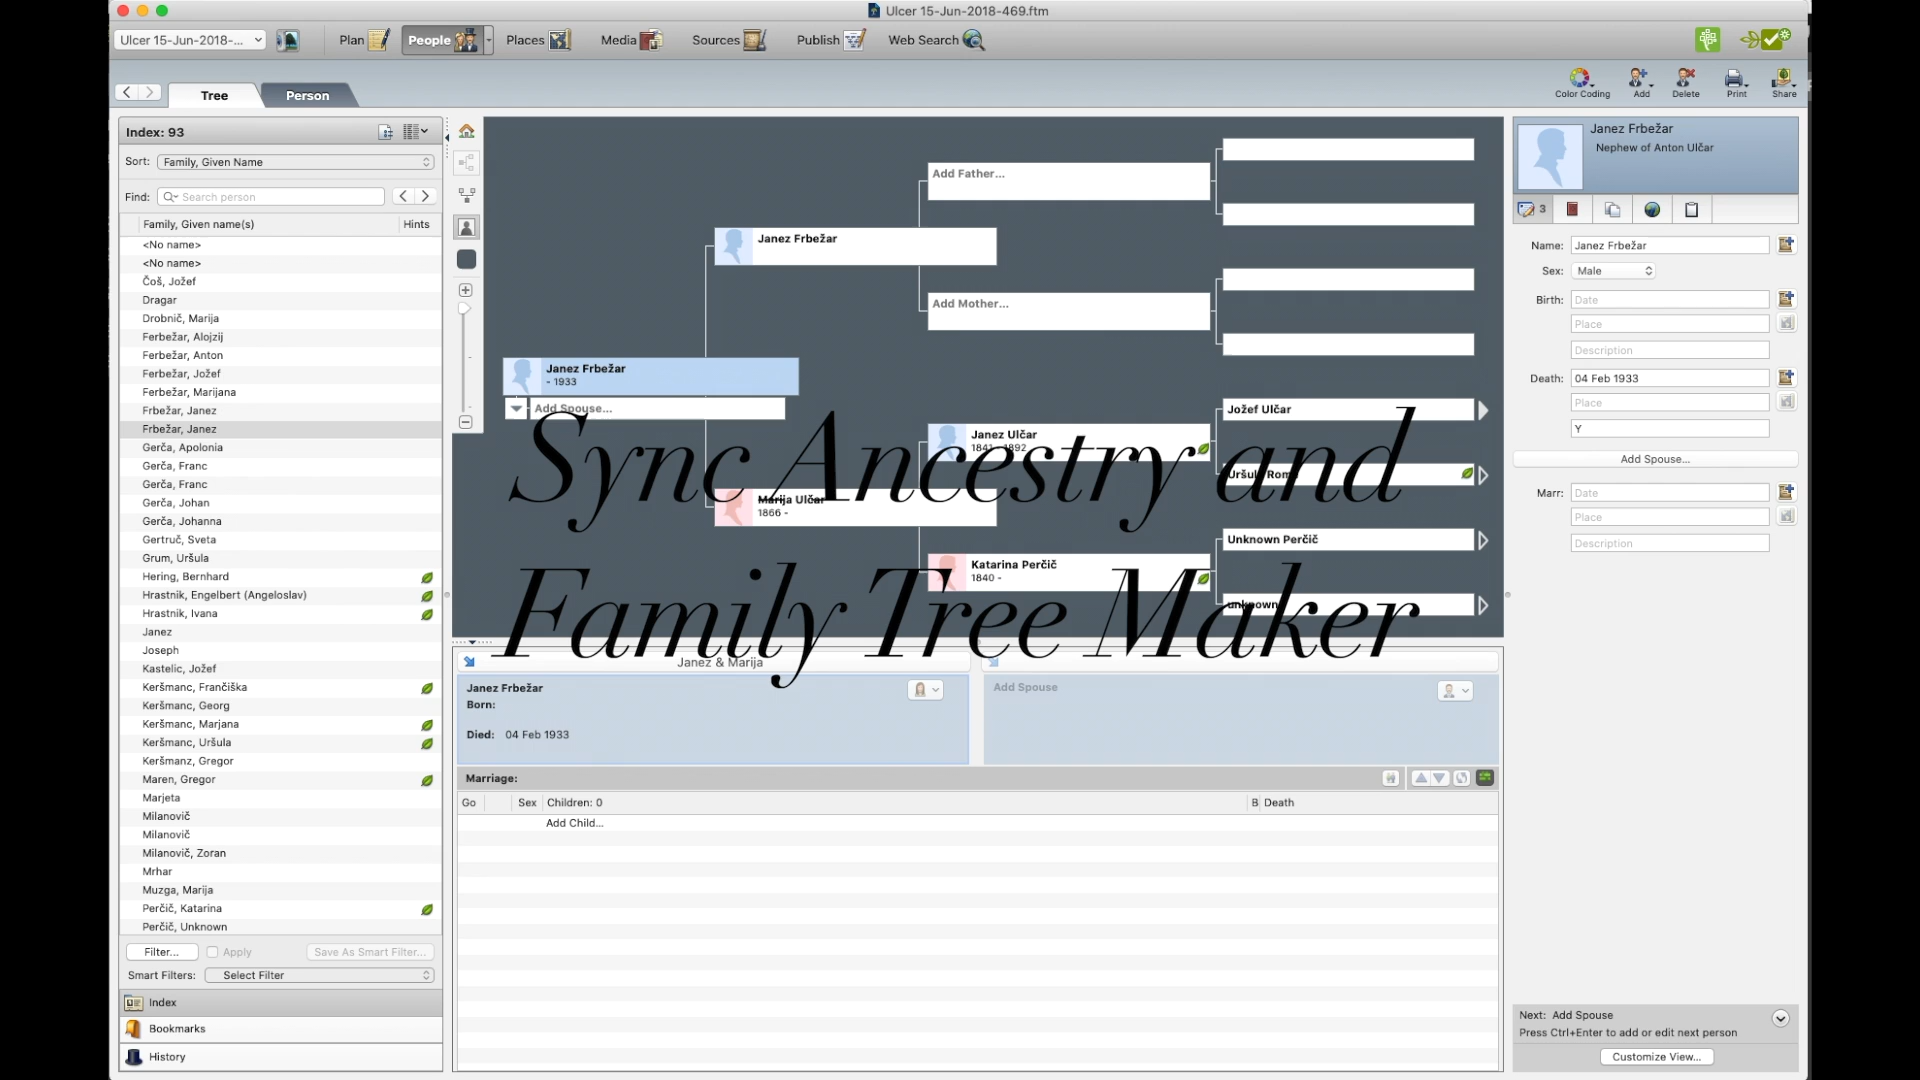 Ulcer 15-Jun-2018-469.ftm
Ulcer 15-Jun-2018-...
Plan
People
Places
Media
Sources
Publish
Web Search
Tree
Person
Color Coding
Add
Delete
Print
Share
Index: 93
Sort: Family, Given Name
Find: Search person
Family, Given name(s) Hints
<No name>
<No name>
Čoš, Jožef
Dragar
Drobnič, Marija
Ferbežar, Alojzij
Ferbežar, Anton
Ferbežar, Jožef
Ferbežar, Marijana
Frbežar, Janez
Frbežar, Janez
Gerča, Apolonia
Gerča, Franc
Gerča, Franc
Gerča, Johan
Gerča, Johanna
Gertruč, Sveta
Grum, Uršula
Hering, Bernhard
Hrastnik, Engelbert (Angeloslav)
Hrastnik, Ivana
Janez
Joseph
Kastelic, Jožef
Keršmanc, Frančiška
Keršmanc, Georg
Keršmanc, Marjana
Keršmanc, Uršula
Keršmanz, Gregor
Maren, Gregor
Marjeta
Milanovič
Milanovič
Milanovič, Zoran
Mrhar
Muzga, Marija
Perčič, Katarina
Perčič, Unknown
Filter...
Apply
Save As Smart Filter...
Smart Filters: Select Filter
Index
Bookmarks
History
Add Father...
Janez Frbežar
Add Mother...
Janez Frbežar
- 1933
Add Spouse...
Jožef Ulčar
Janez Ulčar
1841 - 1892
Marija Ulčar
1866 -
Unknown Perčič
Katarina Perčič
1840 -
unknown
Sync Ancestry and
Family Tree Maker
Janez & Marija
Janez Frbežar
Born:
Died: 04 Feb 1933
Add Spouse
Marriage:
Go Sex Children: 0 B Death
Add Child...
Janez Frbežar
Nephew of Anton Ulčar
3
Name: Janez Frbežar
Sex: Male
Birth: Date
Place
Description
Death: 04 Feb 1933
Place
Y
Add Spouse...
Marr: Date
Place
Description
Next: Add Spouse
Press Ctrl+Enter to add or edit next person
Customize View...